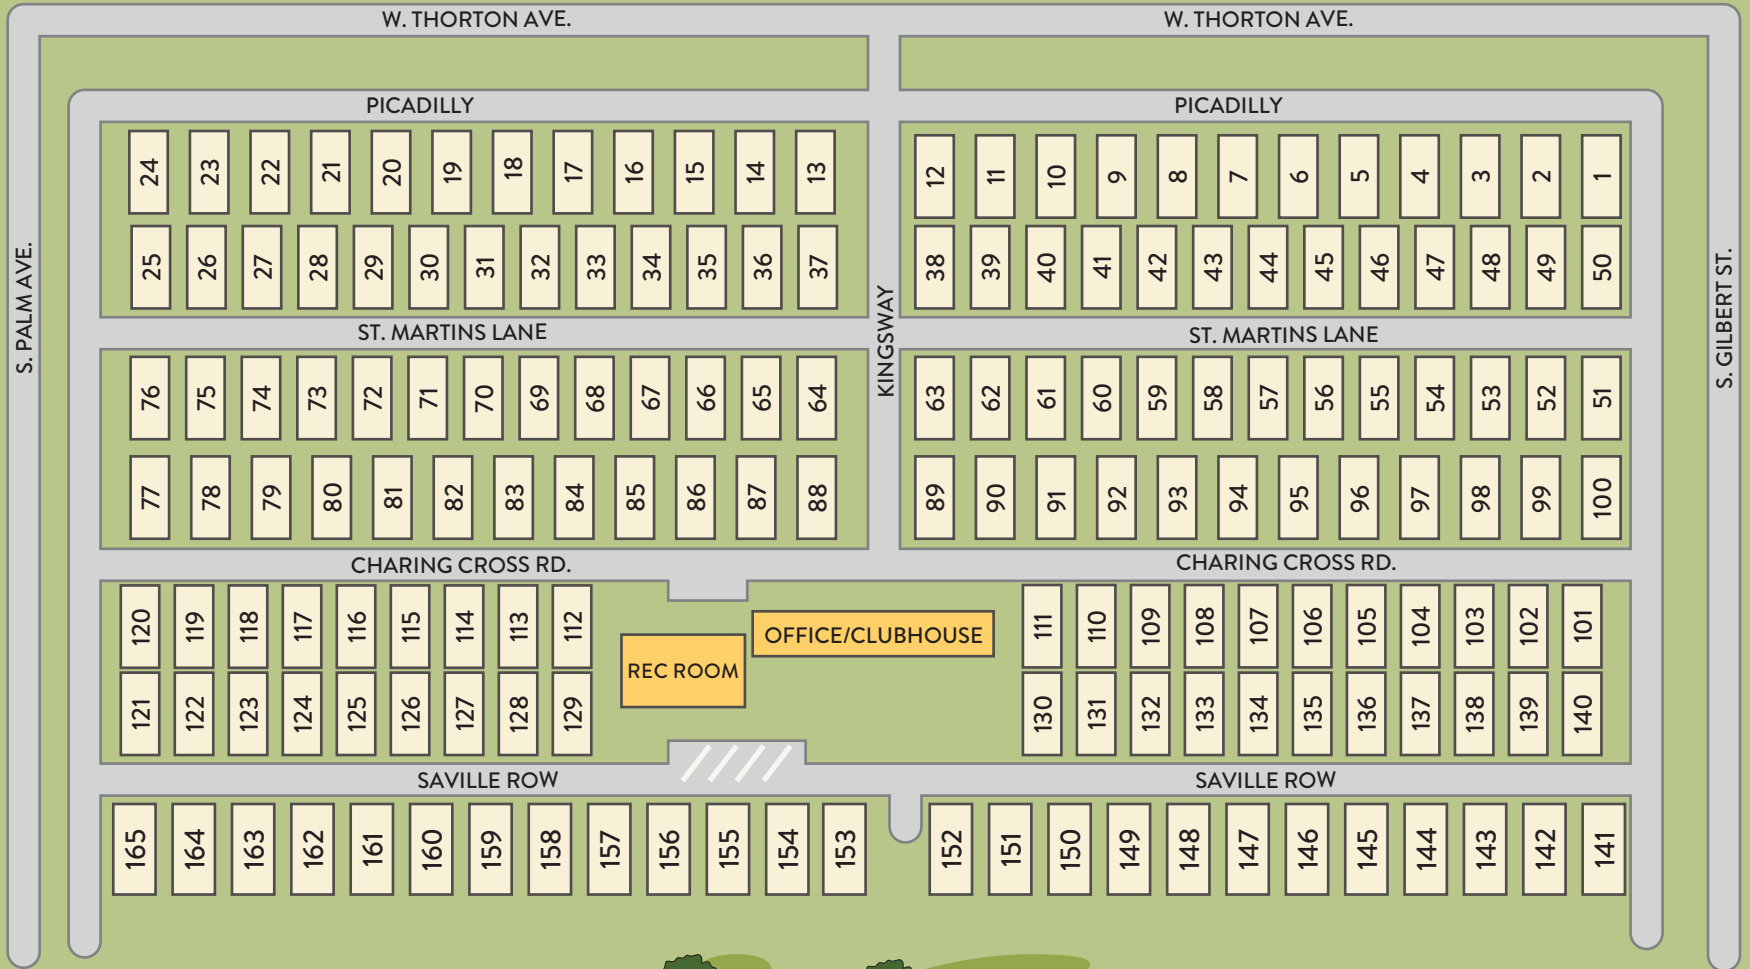 W. THORTON AVE. W. THORTON AVE.
PICADILLY PICADILLY
24 23 22 21 20 19 18 17 16 15 14 13 12 11 10 9 8 7 6 5 4 3 2 1
25 26 27 28 29 30 31 32 33 34 35 36 37 38 39 40 41 42 43 44 45 46 47 48 49 50
S. PALM AVE.
KINGSWAY
S. GILBERT ST.
ST. MARTINS LANE ST. MARTINS LANE
76 75 74 73 72 71 70 69 68 67 66 65 64 63 62 61 60 59 58 57 56 55 54 53 52 51
77 78 79 80 81 82 83 84 85 86 87 88 89 90 91 92 93 94 95 96 97 98 99 100
CHARING CROSS RD. CHARING CROSS RD.
120 119 118 117 116 115 114 113 112 111 110 109 108 107 106 105 104 103 102 101
OFFICE/CLUBHOUSE
REC ROOM
121 122 123 124 125 126 127 128 129 130 131 132 133 134 135 136 137 138 139 140
SAVILLE ROW SAVILLE ROW
165 164 163 162 161 160 159 158 157 156 155 154 153 152 151 150 149 148 147 146 145 144 143 142 141